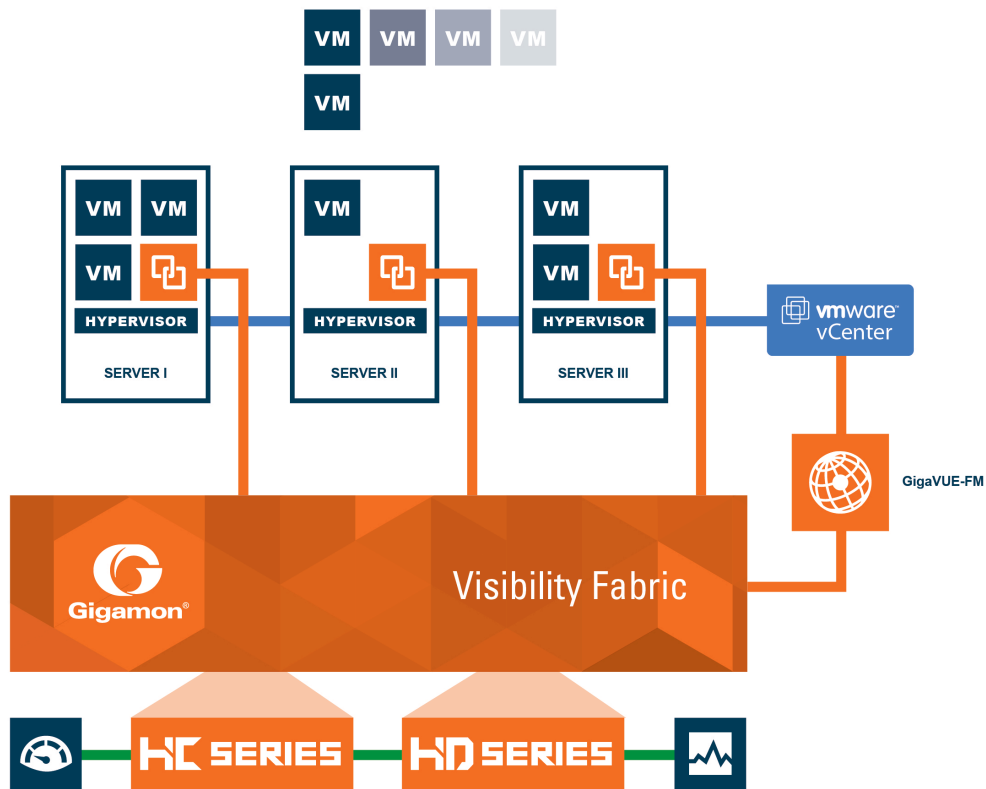 VM VM VM VM
VM
VM VM
VM
HYPERVISOR
SERVER I
VM
HYPERVISOR
SERVER II
VM
VM
HYPERVISOR
SERVER III
vmware™
vCenter
GigaVUE-FM
Gigamon®
Visibility Fabric
HC SERIES
HD SERIES